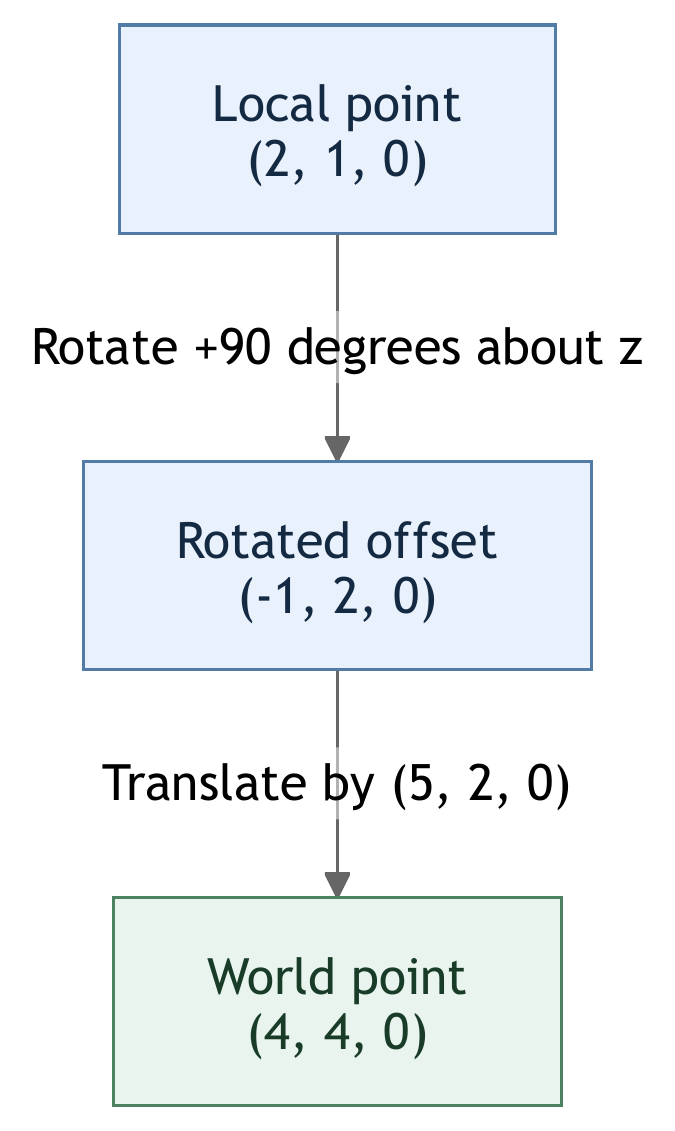 Local point
(2, 1, 0)
Rotate +90 degrees about z
Rotated offset
(-1, 2, 0)
Translate by (5, 2, 0)
World point
(4, 4, 0)